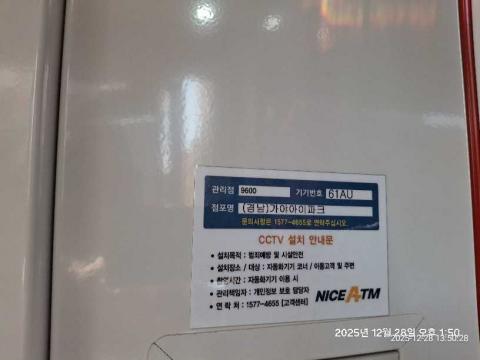 관리점 9600 기기번호 61AU
점포명 (경남)가야아이파크
문의사항은 1577-4655로 연락주십시오.
CCTV 설치 안내문
• 설치목적 : 범죄예방 및 시설안전
• 설치장소 / 대상 : 자동화기기 코너 / 이용고객 및 주변
• 촬영시간 : 자동화기기 이용 시
• 관리책임자 : 개인정보 보호 담당자
• 연 락 처 : 1577-4655 [고객센터]
NICE ATM
2025년 12월 28일 오후 1:50
2025-12-28 13:50:28